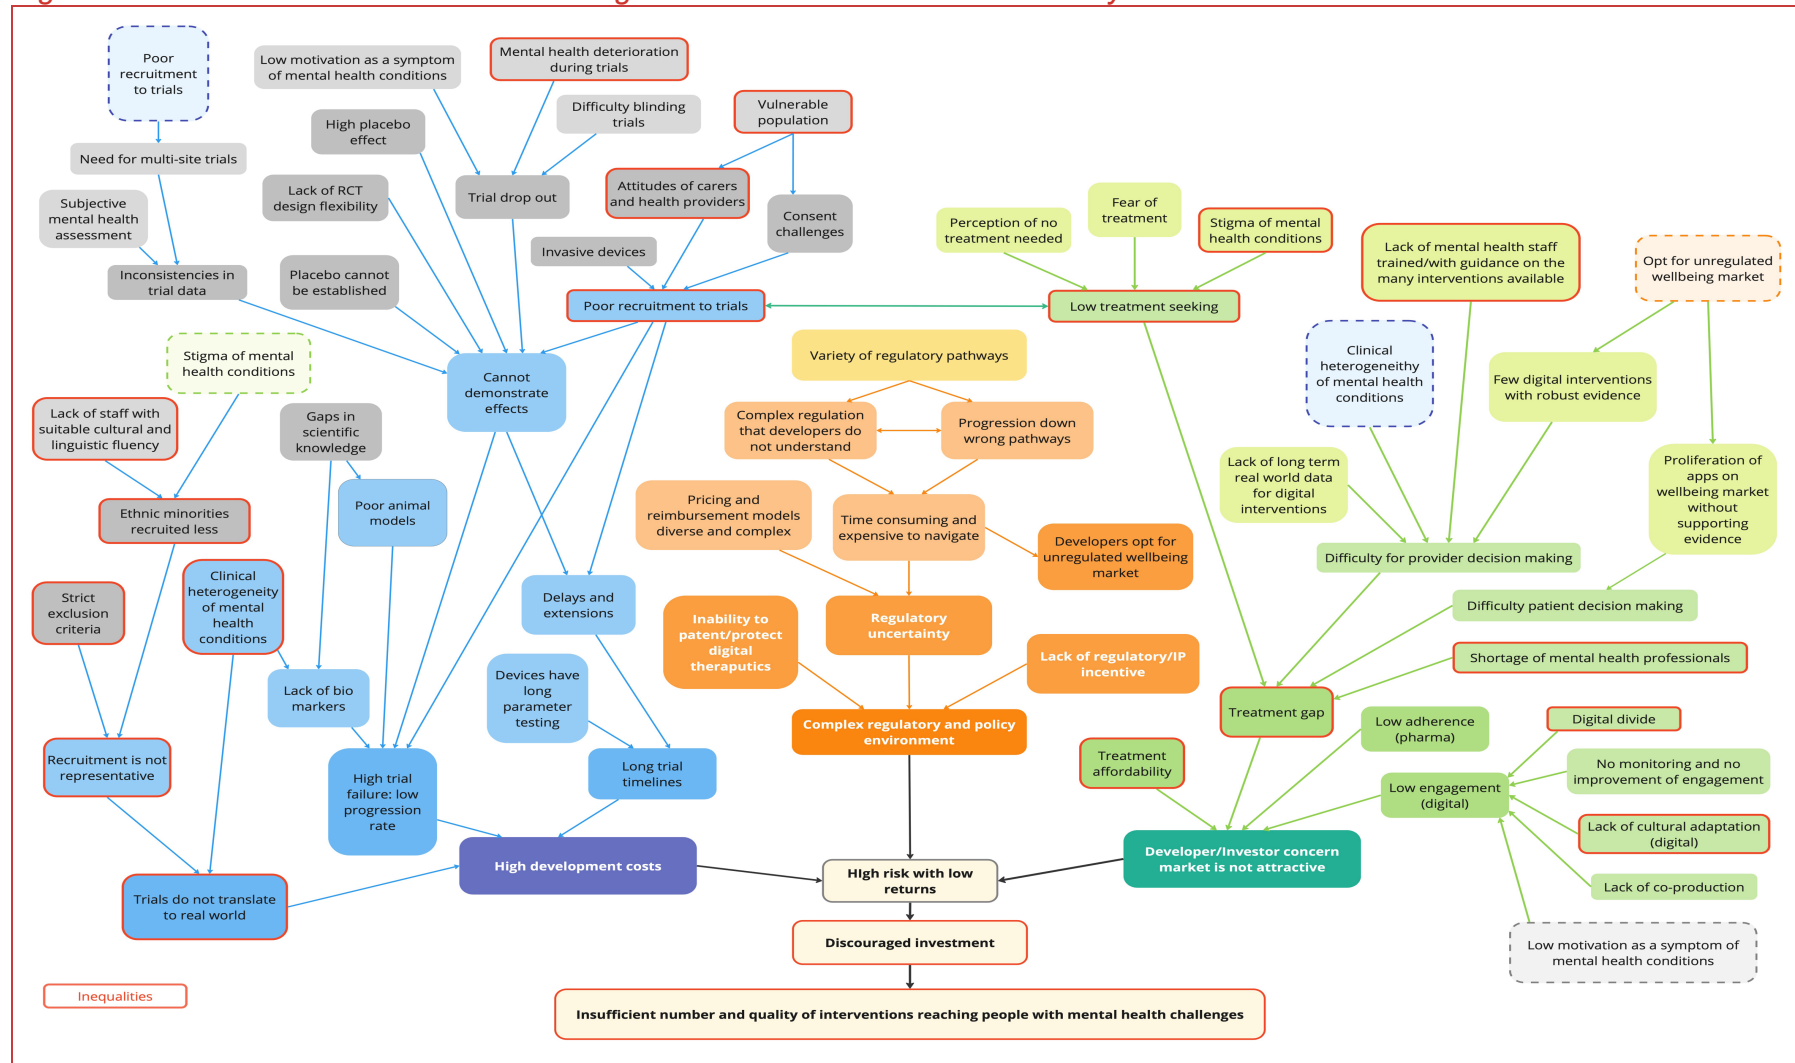 Poor
recruitment
to trials
Low motivation as a symptom
of mental health conditions
Mental health deterioration
during trials
Difficulty blinding
trials
Vulnerable
population
High placebo
effect
Need for multi-site trials
Lack of RCT
design flexibility
Trial drop out
Attitudes of carers
and health providers
Subjective
mental health
assessment
Consent
challenges
Invasive devices
Inconsistencies in
trial data
Placebo cannot
be established
Poor recruitment to trials
Perception of no
treatment needed
Fear of
treatment
Stigma of mental
health conditions
Low treatment seeking
Lack of mental health staff
trained/with guidance on the
many interventions available
Opt for unregulated
wellbeing market
Stigma of mental
health conditions
Cannot
demonstrate
effects
Variety of regulatory pathways
Clinical
heterogeneithy
of mental health
conditions
Few digital interventions
with robust evidence
Lack of staff with
suitable cultural and
linguistic fluency
Gaps in
scientific
knowledge
Complex regulation
that developers do
not understand
Progression down
wrong pathways
Lack of long term
real world data
for digital
interventions
Proliferation of
apps on
wellbeing market
without
supporting
evidence
Ethnic minorities
recruited less
Poor animal
models
Pricing and
reimbursement models
diverse and complex
Time consuming and
expensive to navigate
Developers opt for
unregulated wellbeing
market
Difficulty for provider decision making
Strict
exclusion
criteria
Clinical
heterogeneity
of mental
health
conditions
Delays and
extensions
Inability to
patent/protect
digital
theraputics
Regulatory
uncertainty
Lack of regulatory/IP
incentive
Difficulty patient decision making
Shortage of mental health professionals
Lack of bio
markers
Devices have
long
parameter
testing
Treatment gap
Low adherence
(pharma)
Digital divide
Recruitment is not
representative
High trial
failure: low
progression
rate
Long trial
timelines
Complex regulatory and policy
environment
Treatment
affordability
Low engagement
(digital)
No monitoring and no
improvement of engagement
Lack of cultural adaptation
(digital)
Lack of co-production
Trials do not translate
to real world
High development costs
HIgh risk with low
returns
Developer/Investor concern
market is not attractive
Low motivation as a symptom of
mental health conditions
Discouraged investment
Inequalities
Insufficient number and quality of interventions reaching people with mental health challenges